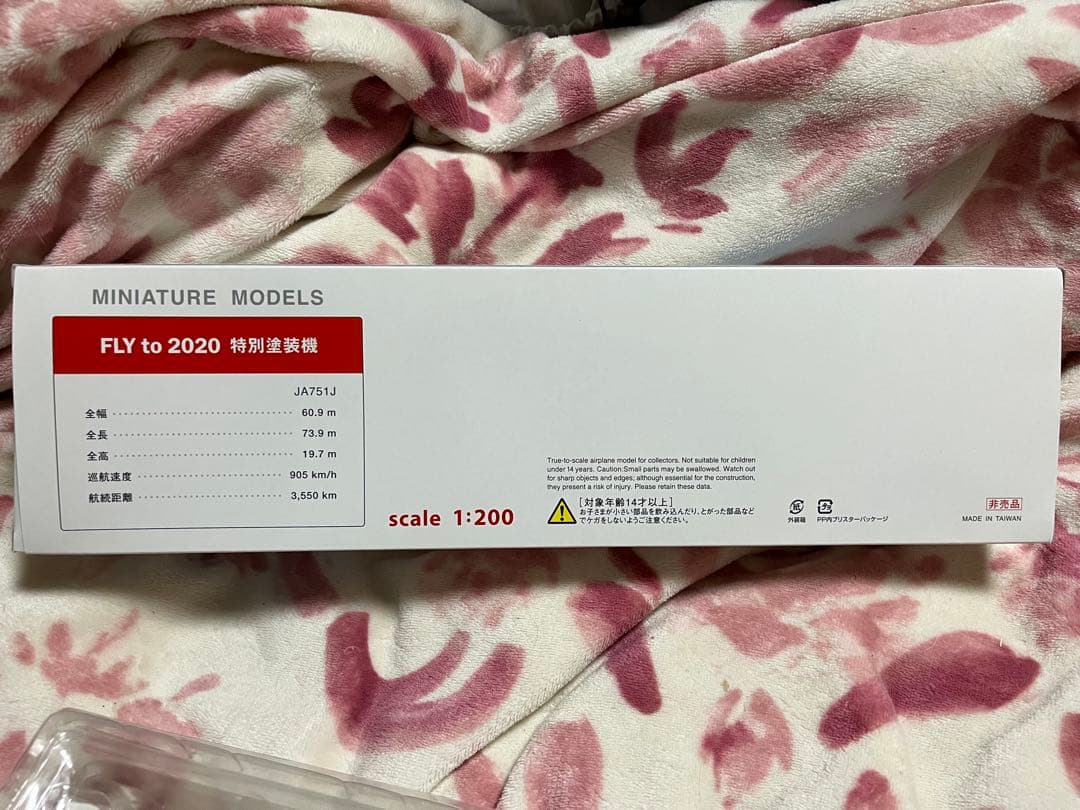 MINIATURE MODELS
FLY to 2020 特別塗装機
JA751J
全幅 60.9 m
全長 73.9 m
全高 19.7 m
巡航速度 905 km/h
航続距離 3,550 km
scale 1:200
True-to-scale airplane model for collectors. Not suitable for children
under 14 years. Caution:Small parts may be swallowed. Watch out
for sharp objects and edges; although essential for the construction,
they present a risk of injury. Please retain these data.
[対象年齢14才以上]
お子さまが小さい部品を飲み込んだり、とがった部品など
でケガをしないようご注意ください。
紙
外装箱
プラ
PP内ブリスターパッケージ
非売品
MADE IN TAIWAN